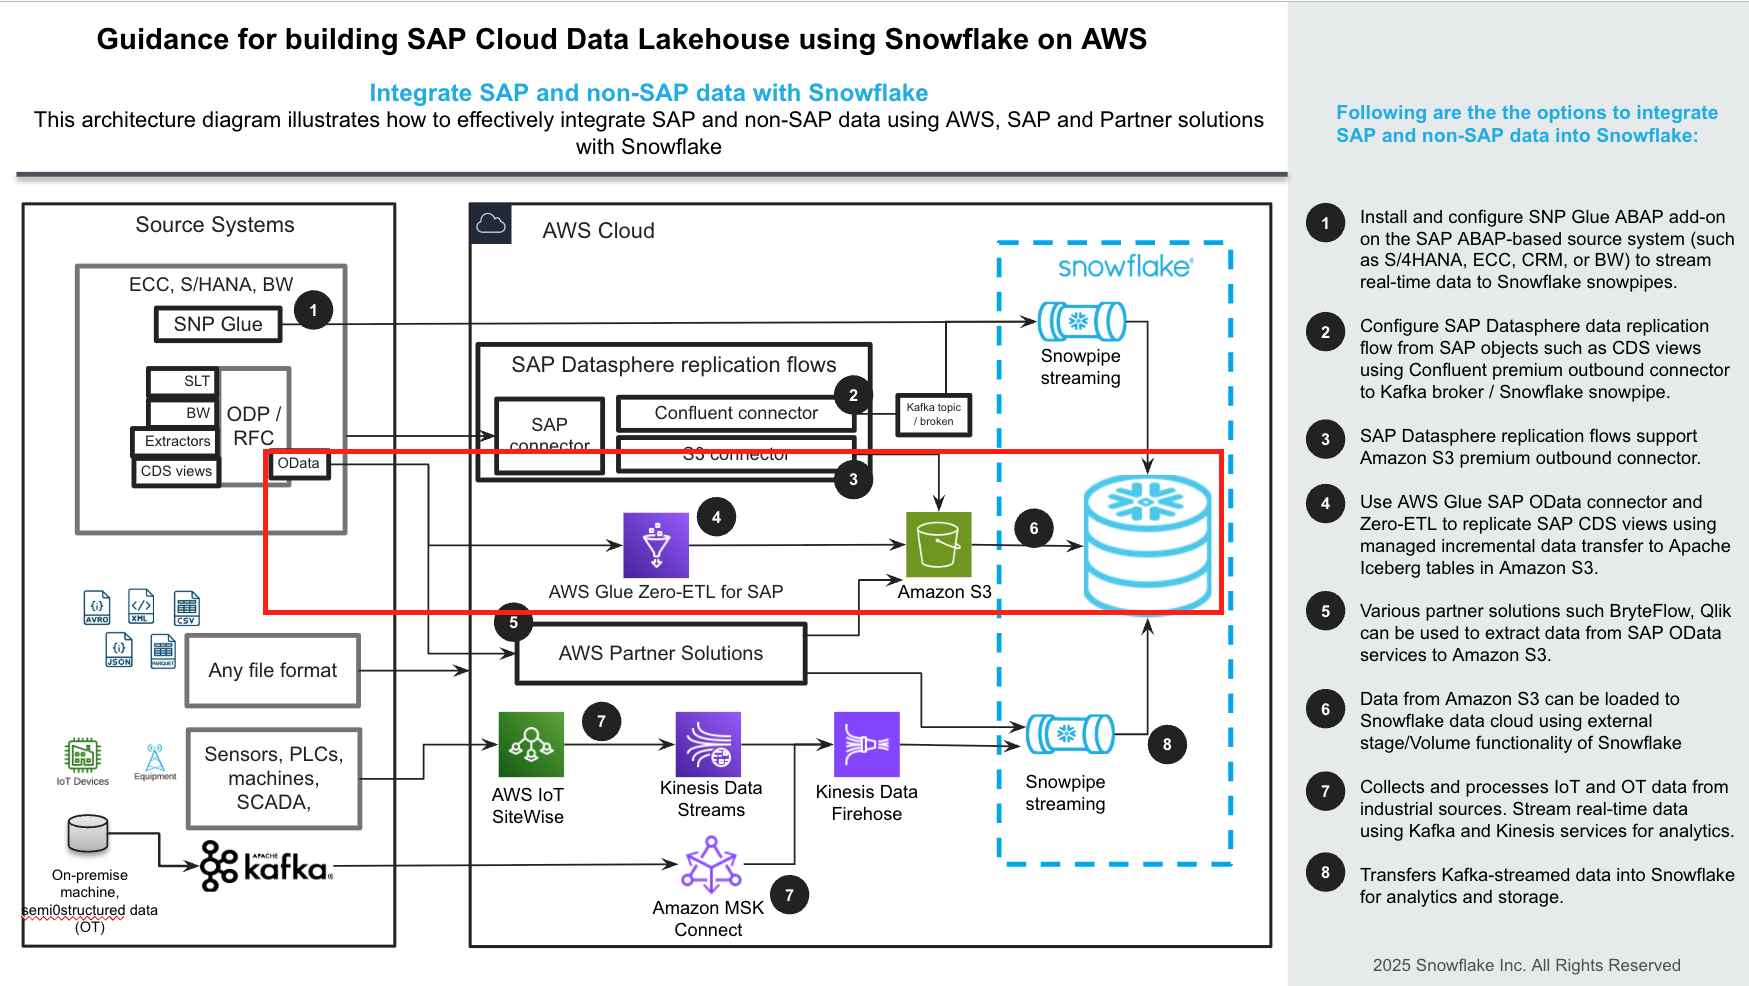 Guidance for building SAP Cloud Data Lakehouse using Snowflake on AWS
Integrate SAP and non-SAP data with Snowflake
This architecture diagram illustrates how to effectively integrate SAP and non-SAP data using AWS, SAP and Partner solutions
with Snowflake
Source Systems
ECC, S/HANA, BW
SNP Glue
1
SLT
BW
Extractors
CDS views
ODP /
RFC
OData
AVRO
XML
CSV
JSON
PARQUET
Any file format
IoT Devices
Equipment
Sensors, PLCs,
machines,
SCADA,
On-premise
machine,
semi0structured data
(OT)
APACHE
kafka®
AWS Cloud
SAP Datasphere replication flows
SAP
connector
Confluent connector
2
S3 connector
3
Kafka topic
/ broken
4
AWS Glue Zero-ETL for SAP
Amazon S3
5
AWS Partner Solutions
AWS IoT
SiteWise
7
Kinesis Data
Streams
Kinesis Data
Firehose
Amazon MSK
Connect
7
snowflake®
Snowpipe
streaming
6
Snowpipe
streaming
8
Following are the the options to integrate
SAP and non-SAP data into Snowflake:
1
Install and configure SNP Glue ABAP add-on
on the SAP ABAP-based source system (such
as S/4HANA, ECC, CRM, or BW) to stream
real-time data to Snowflake snowpipes.
2
Configure SAP Datasphere data replication
flow from SAP objects such as CDS views
using Confluent premium outbound connector
to Kafka broker / Snowflake snowpipe.
3
SAP Datasphere replication flows support
Amazon S3 premium outbound connector.
4
Use AWS Glue SAP OData connector and
Zero-ETL to replicate SAP CDS views using
managed incremental data transfer to Apache
Iceberg tables in Amazon S3.
5
Various partner solutions such BryteFlow, Qlik
can be used to extract data from SAP OData
services to Amazon S3.
6
Data from Amazon S3 can be loaded to
Snowflake data cloud using external
stage/Volume functionality of Snowflake
7
Collects and processes IoT and OT data from
industrial sources. Stream real-time data
using Kafka and Kinesis services for analytics.
8
Transfers Kafka-streamed data into Snowflake
for analytics and storage.
2025 Snowflake Inc. All Rights Reserved